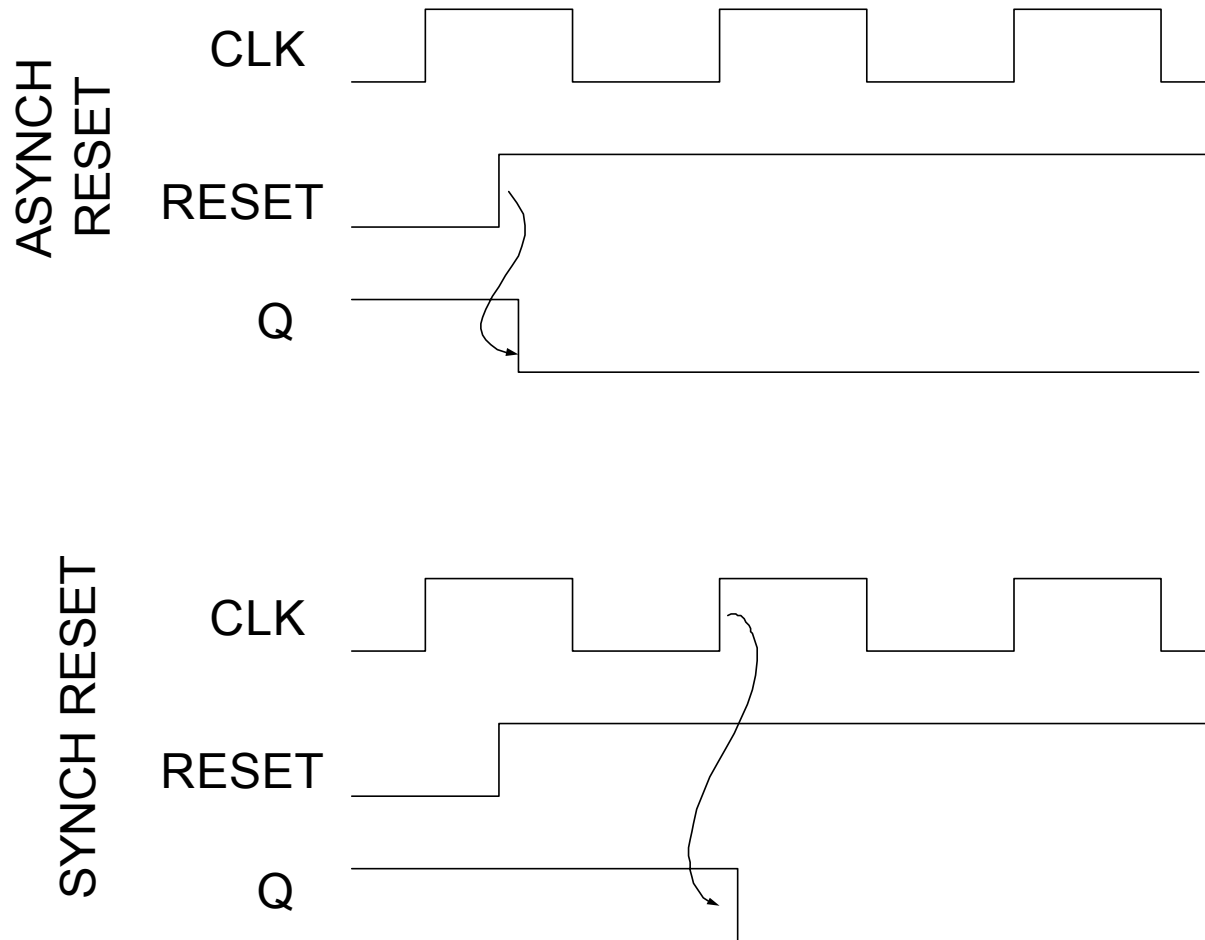 ASYNCH
RESET
CLK
RESET
Q
SYNCH RESET
CLK
RESET
Q